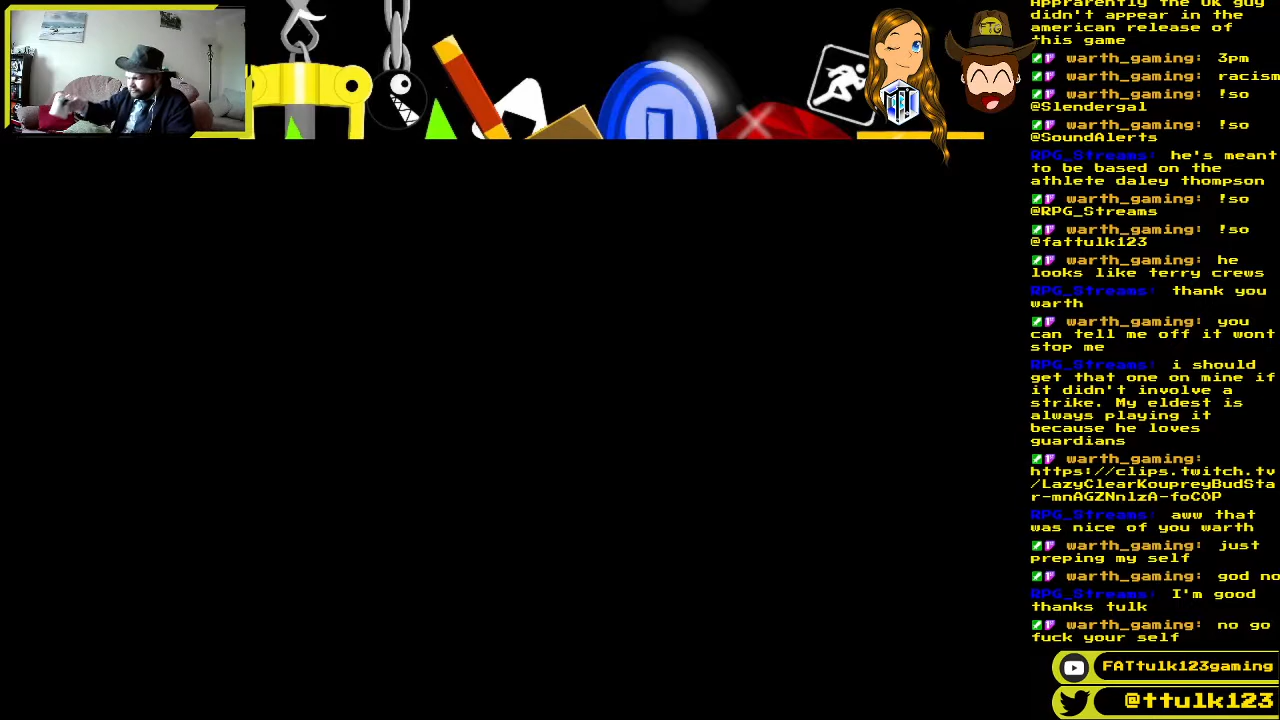 Apparently the UK guy
didn't appear in the
american release of
this game
warth_gaming: 3pm
warth_gaming: racism
warth_gaming: !so
@Slendergal
warth_gaming: !so
@SoundAlerts
RPG_Streams: he's meant
to be based on the
athlete daley thompson
warth_gaming: !so
@RPG_Streams
warth_gaming: !so
@fattulk123
warth_gaming: he
looks like terry crews
RPG_Streams: thank you
warth
warth_gaming: you
can tell me off it wont
stop me
RPG_Streams: i should
get that one on mine if
it didn't involve a
strike. My eldest is
always playing it
because he loves
guardians
warth_gaming:
https://clips.twitch.tv
/LazyClearKoupreyBudSta
r-mnAGZNnlzA-foC0P
RPG_Streams: aww that
was nice of you warth
warth_gaming: just
preping my self
warth_gaming: god no
RPG_Streams: I'm good
thanks tulk
warth_gaming: no go
fuck your self
FATtulk123gaming
@ttulk123